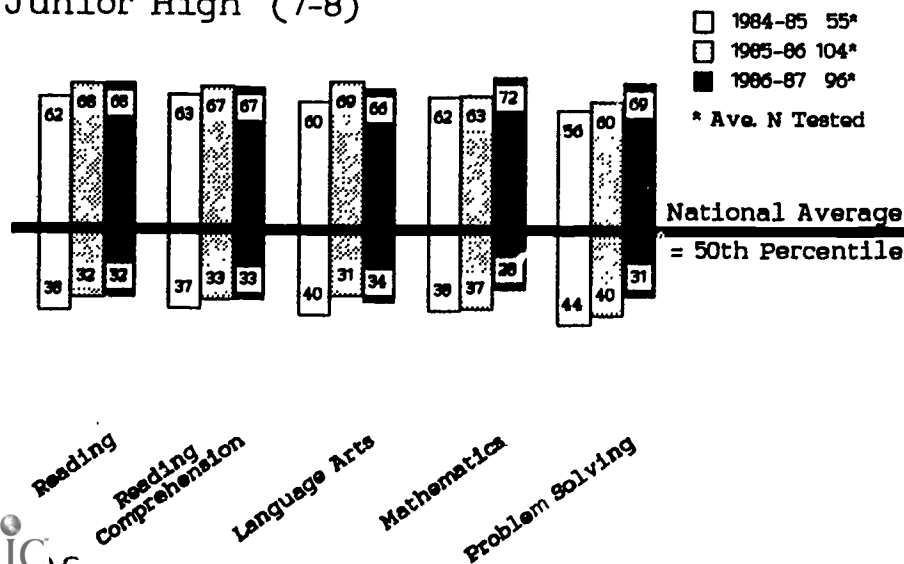 Junior High (7-8)
1984-85 55*
1985-86 104*
1986-87 96*
* Ave. N Tested
62 68 68
63 67 67
60 69 66
62 63 72
56 60 69
National Average
= 50th Percentile
38 32 32
37 33 33
40 31 34
38 37 28
44 40 31
Reading
Reading
Comprehension
Language Arts
Mathematics
Problem Solving